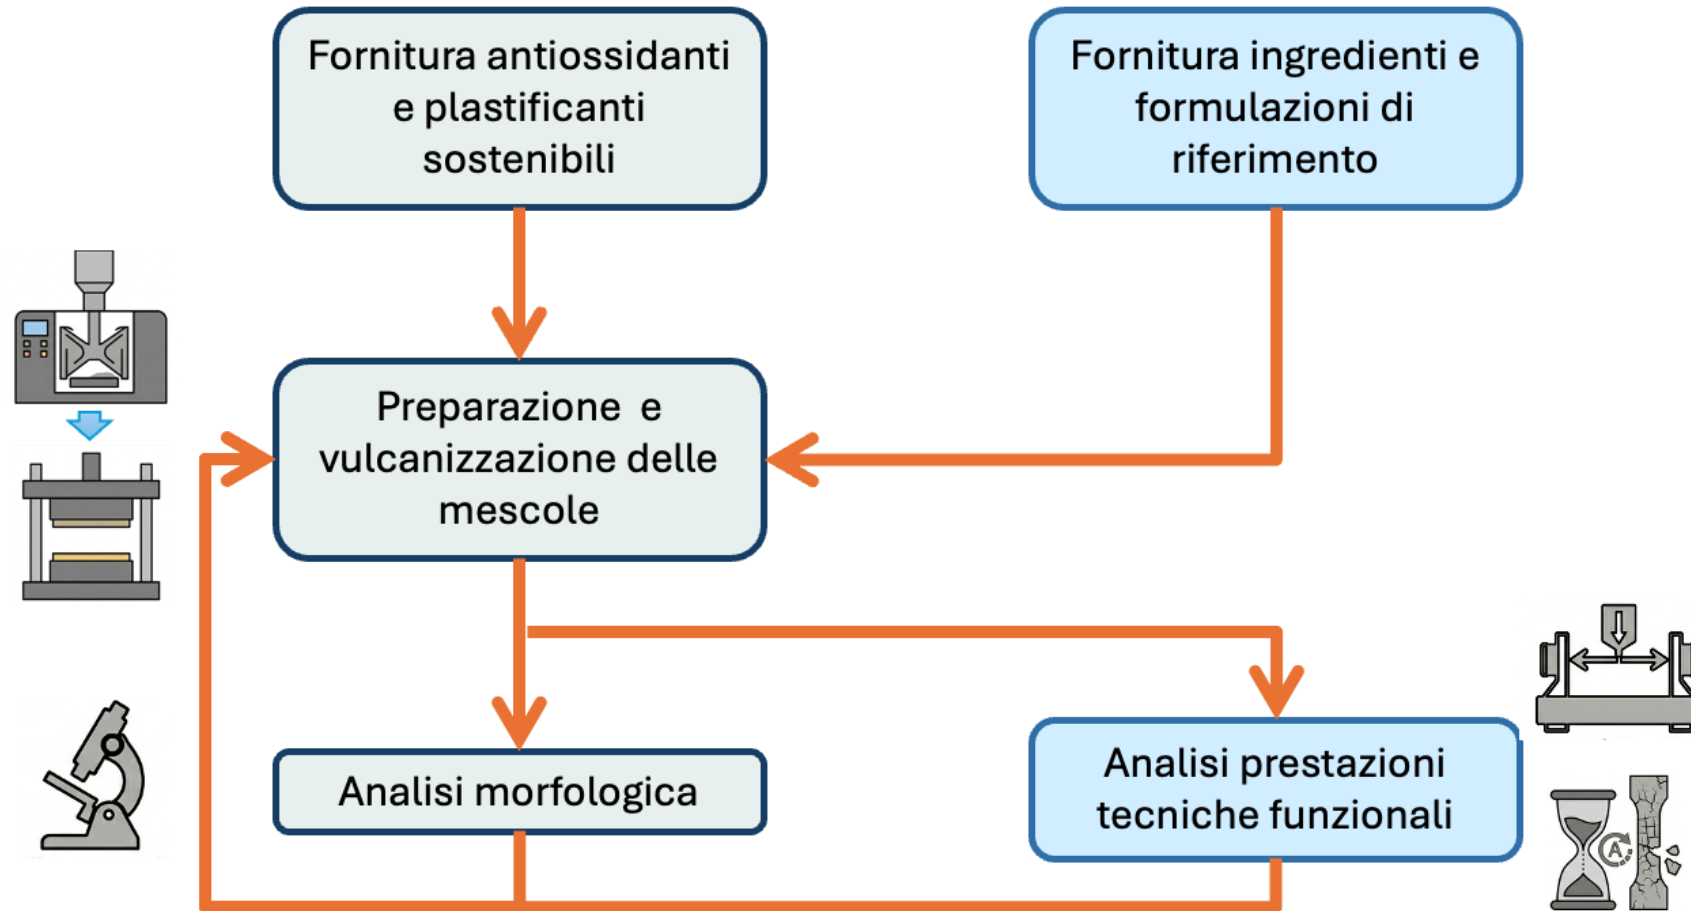 Fornitura antiossidanti
e plastificanti
sostenibili
Fornitura ingredienti e
formulazioni di
riferimento
Preparazione e
vulcanizzazione delle
mescole
Analisi morfologica
Analisi prestazioni
tecniche funzionali
A